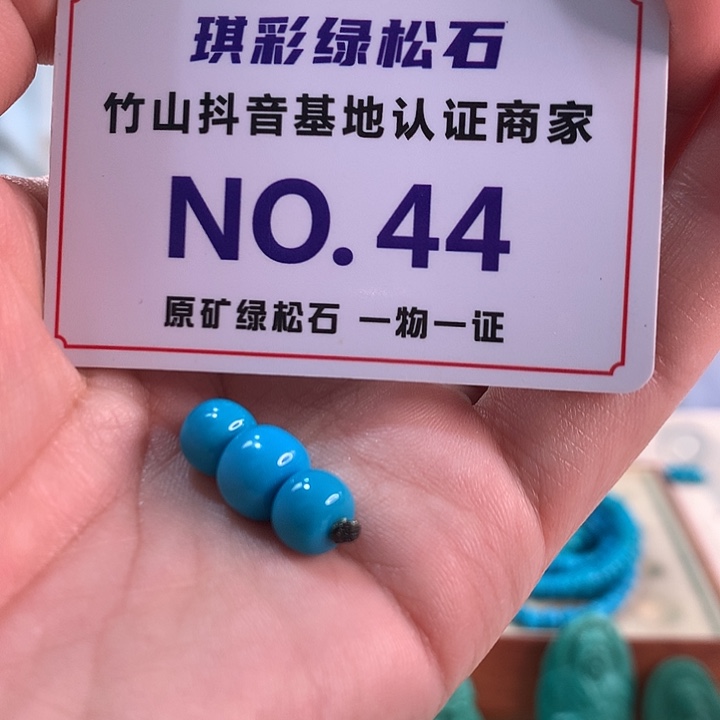 琪彩绿松石
竹山抖音基地认证商家
NO. 44
原矿绿松石 一物一证